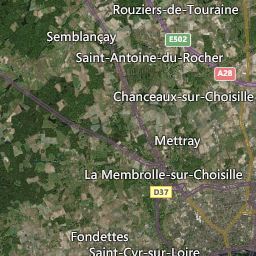 Rouziers-de-Touraine
Semblançay
E502
Saint-Antoine-du-Rocher
A28
Chanceaux-sur-Choisille
Mettray
La Membrolle-sur-Choisille
D37
Fondettes
Saint-Cyr-sur-Loire